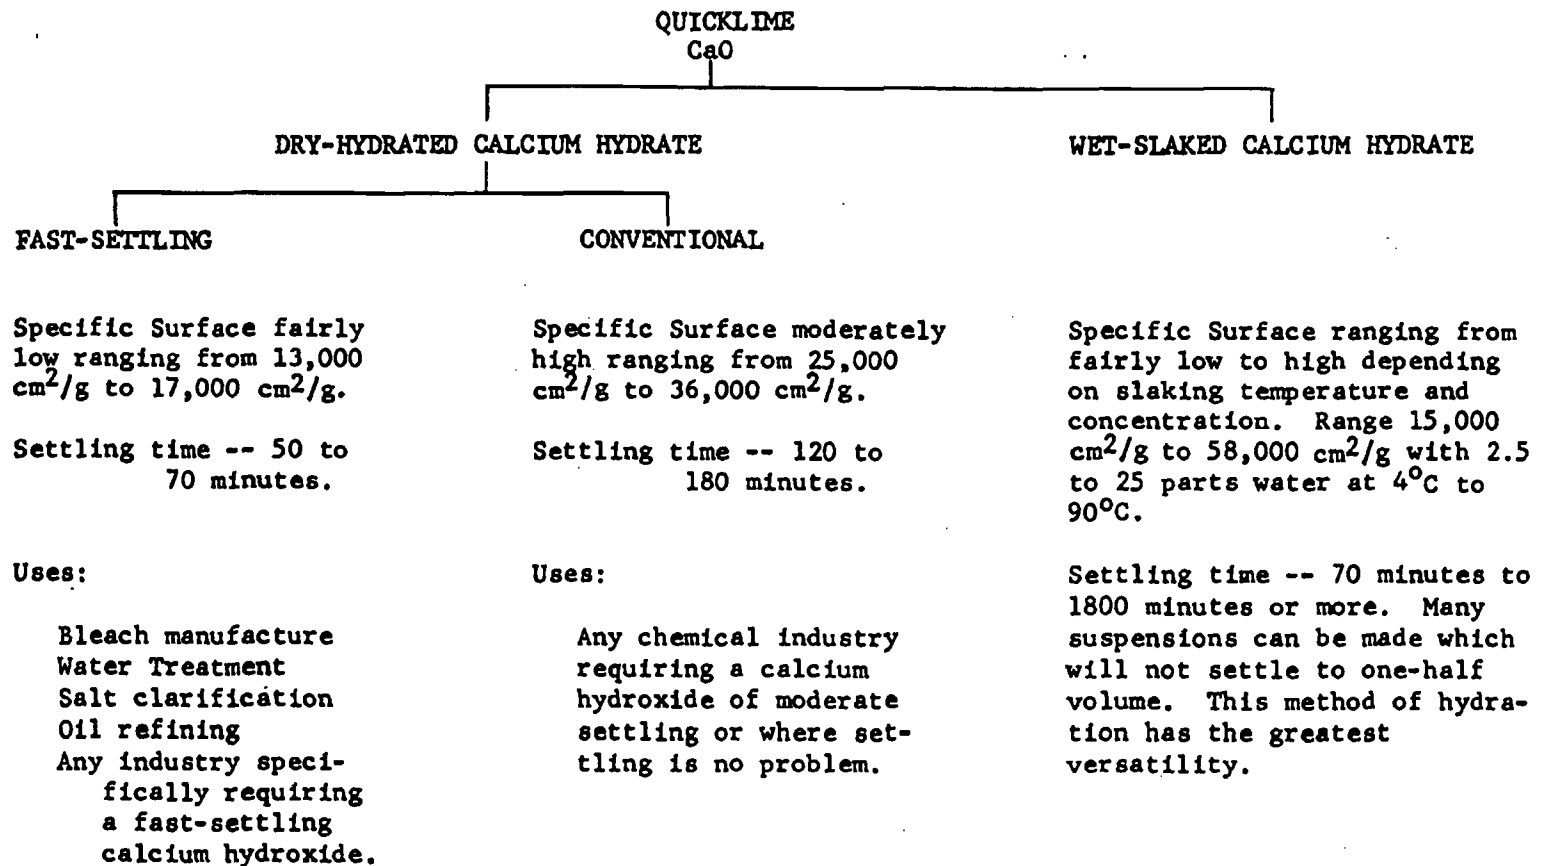 QUICKLIME
CaO
DRY-HYDRATED CALCIUM HYDRATE
WET-SLAKED CALCIUM HYDRATE
FAST-SETTLING
CONVENTIONAL
Specific Surface fairly
low ranging from 13,000
cm²/g to 17,000 cm²/g.
Settling time -- 50 to
70 minutes.
Uses:
Bleach manufacture
Water Treatment
Salt clarification
Oil refining
Any industry speci-
fically requiring
a fast-settling
calcium hydroxide.
Specific Surface moderately
high ranging from 25,000
cm²/g to 36,000 cm²/g.
Settling time -- 120 to
180 minutes.
Uses:
Any chemical industry
requiring a calcium
hydroxide of moderate
settling or where set-
tling is no problem.
Specific Surface ranging from
fairly low to high depending
on slaking temperature and
concentration.  Range 15,000
cm²/g to 58,000 cm²/g with 2.5
to 25 parts water at 4°C to
90°C.
Settling time -- 70 minutes to
1800 minutes or more.  Many
suspensions can be made which
will not settle to one-half
volume.  This method of hydra-
tion has the greatest
versatility.